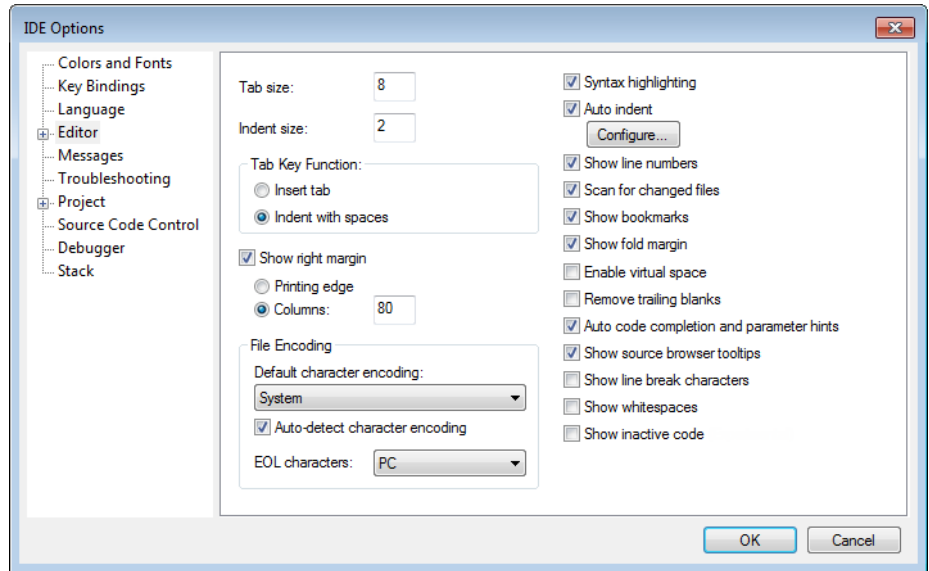 IDE Options
Colors and Fonts
Key Bindings
Language
Editor
Messages
Troubleshooting
Project
Source Code Control
Debugger
Stack
Tab size: 8
Indent size: 2
Tab Key Function:
Insert tab
Indent with spaces
Show right margin
Printing edge
Columns: 80
File Encoding
Default character encoding:
System
Auto-detect character encoding
EOL characters: PC
Syntax highlighting
Auto indent
Configure...
Show line numbers
Scan for changed files
Show bookmarks
Show fold margin
Enable virtual space
Remove trailing blanks
Auto code completion and parameter hints
Show source browser tooltips
Show line break characters
Show whitespaces
Show inactive code
OK Cancel